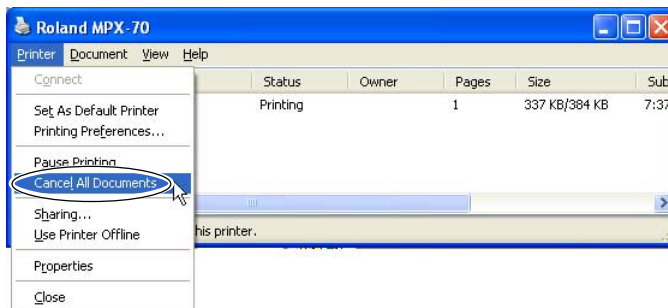 Roland MPX-70
Printer Document View Help
Connect
Status Owner Pages Size Sub
Set As Default Printer
Printing 1 337 KB/384 KB 7:37
Printing Preferences...
Pause Printing
Cancel All Documents
Sharing...
Use Printer Offline
his printer.
Properties
Close